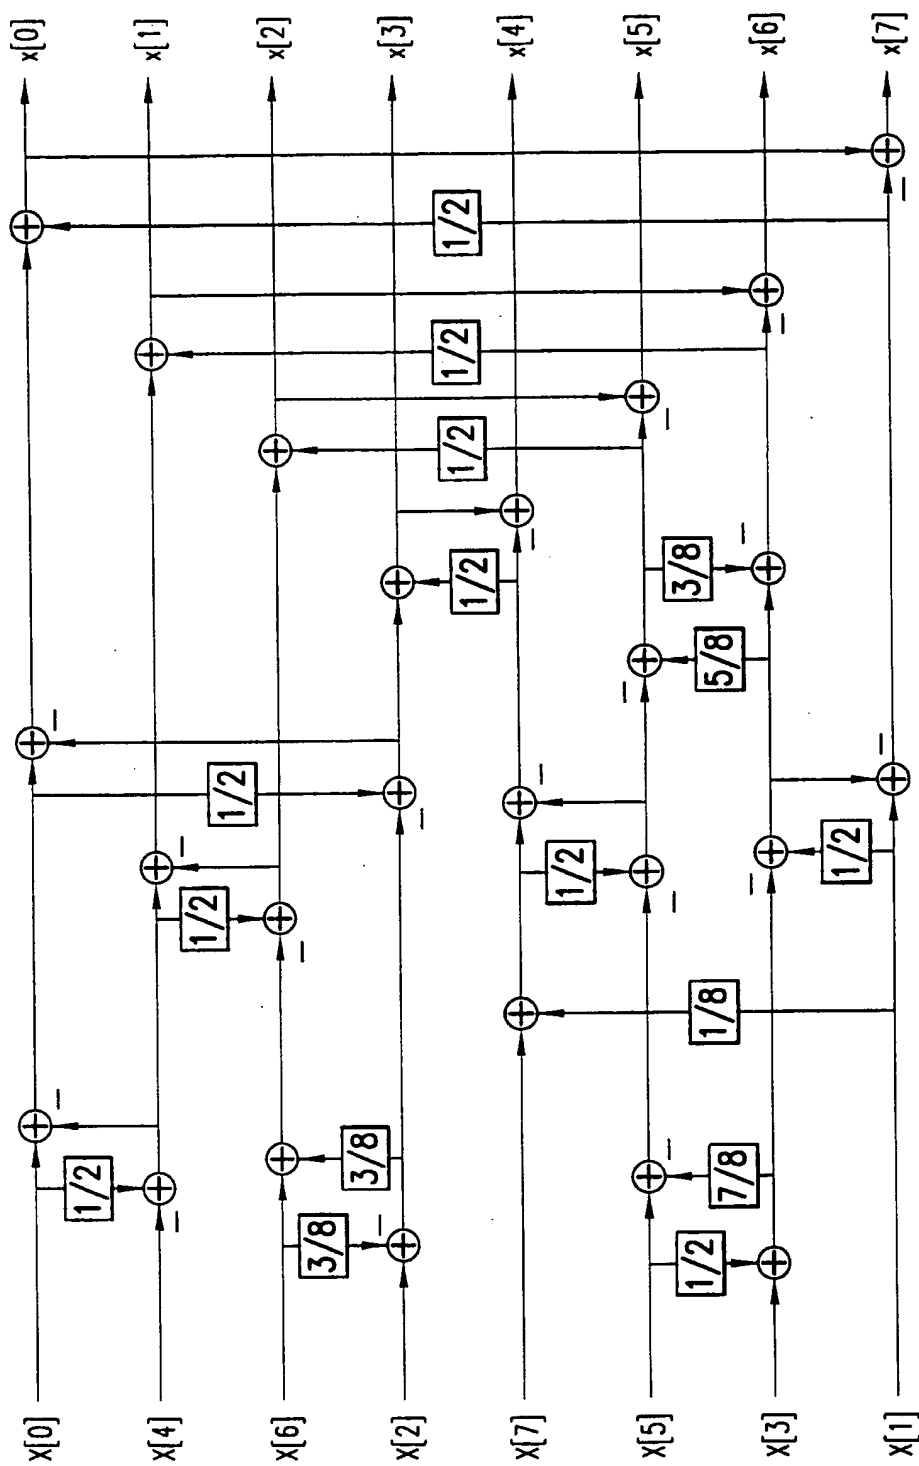 X[0] x[0]
1/2
X[4] x[1]
1/2 1/2
X[6] x[2]
3/8 3/8
X[2] x[3]
1/2 1/2 1/2 1/2
X[7] x[4]
1/2
X[5] x[5]
1/2 7/8 1/8 5/8 3/8
X[3] x[6]
1/2
X[1] x[7]